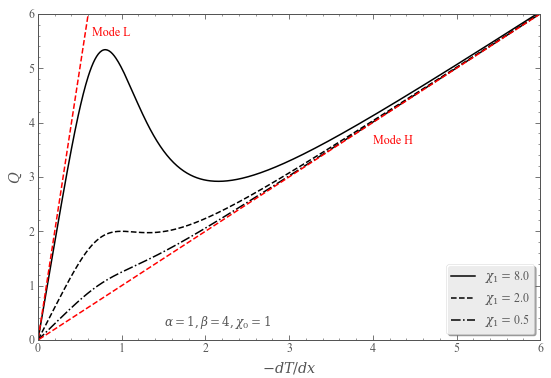 6
5
4
3
2
1
0
Q
Mode L
Mode H
α = 1, β = 4, χₒ = 1
χ₁ = 8.0
χ₁ = 2.0
χ₁ = 0.5
0 1 2 3 4 5 6
−dT/dx